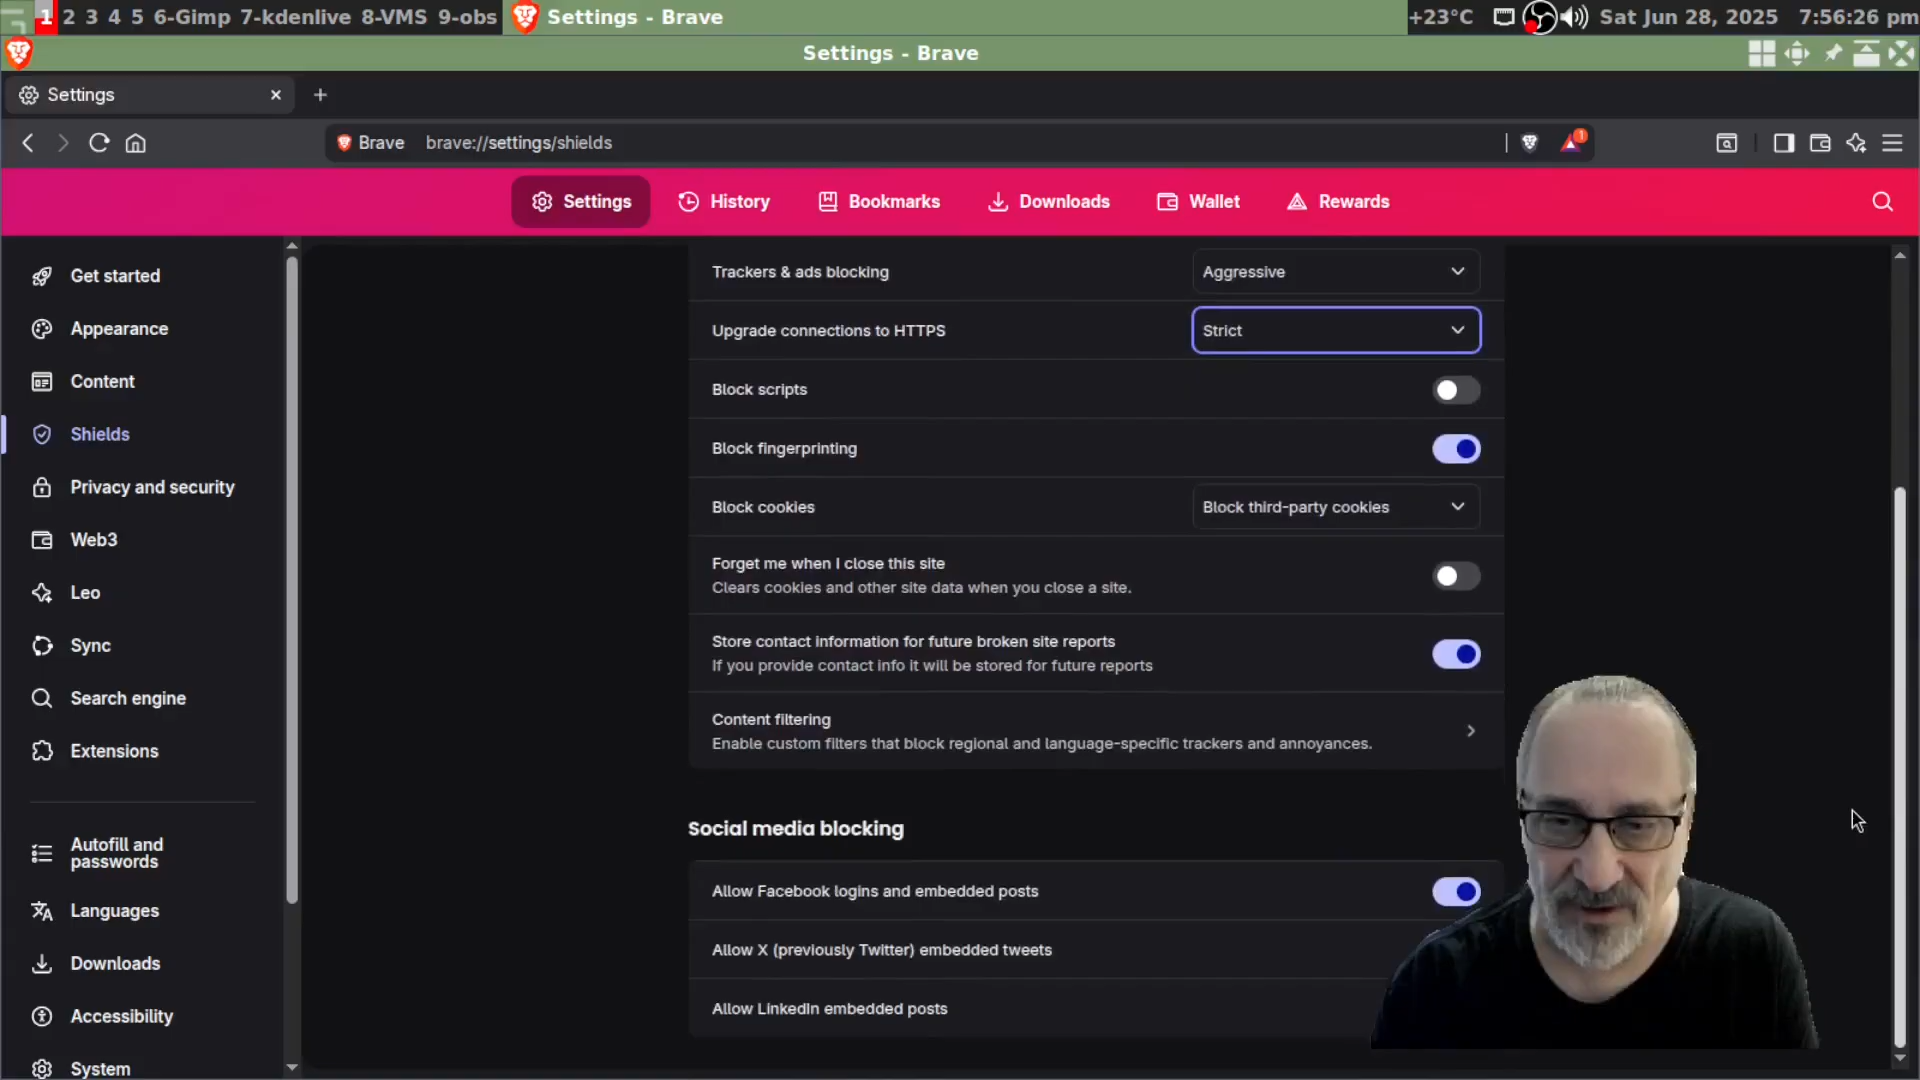 1 2 3 4 5 6-Gimp 7-kdenlive 8-VMS 9-obs Settings - Brave +23°C Sat Jun 28, 2025 7:56:26 pm
Settings - Brave
Settings
Brave brave://settings/shields 1
Settings History Bookmarks Downloads Wallet Rewards
Get started
Appearance
Content
Shields
Privacy and security
Web3
Leo
Sync
Search engine
Extensions
Autofill and
passwords
Languages
Downloads
Accessibility
System
Trackers & ads blocking Aggressive
Upgrade connections to HTTPS Strict
Block scripts
Block fingerprinting
Block cookies Block third-party cookies
Forget me when I close this site
Clears cookies and other site data when you close a site.
Store contact information for future broken site reports
If you provide contact info it will be stored for future reports
Content filtering
Enable custom filters that block regional and language-specific trackers and annoyances.
Social media blocking
Allow Facebook logins and embedded posts
Allow X (previously Twitter) embedded tweets
Allow LinkedIn embedded posts